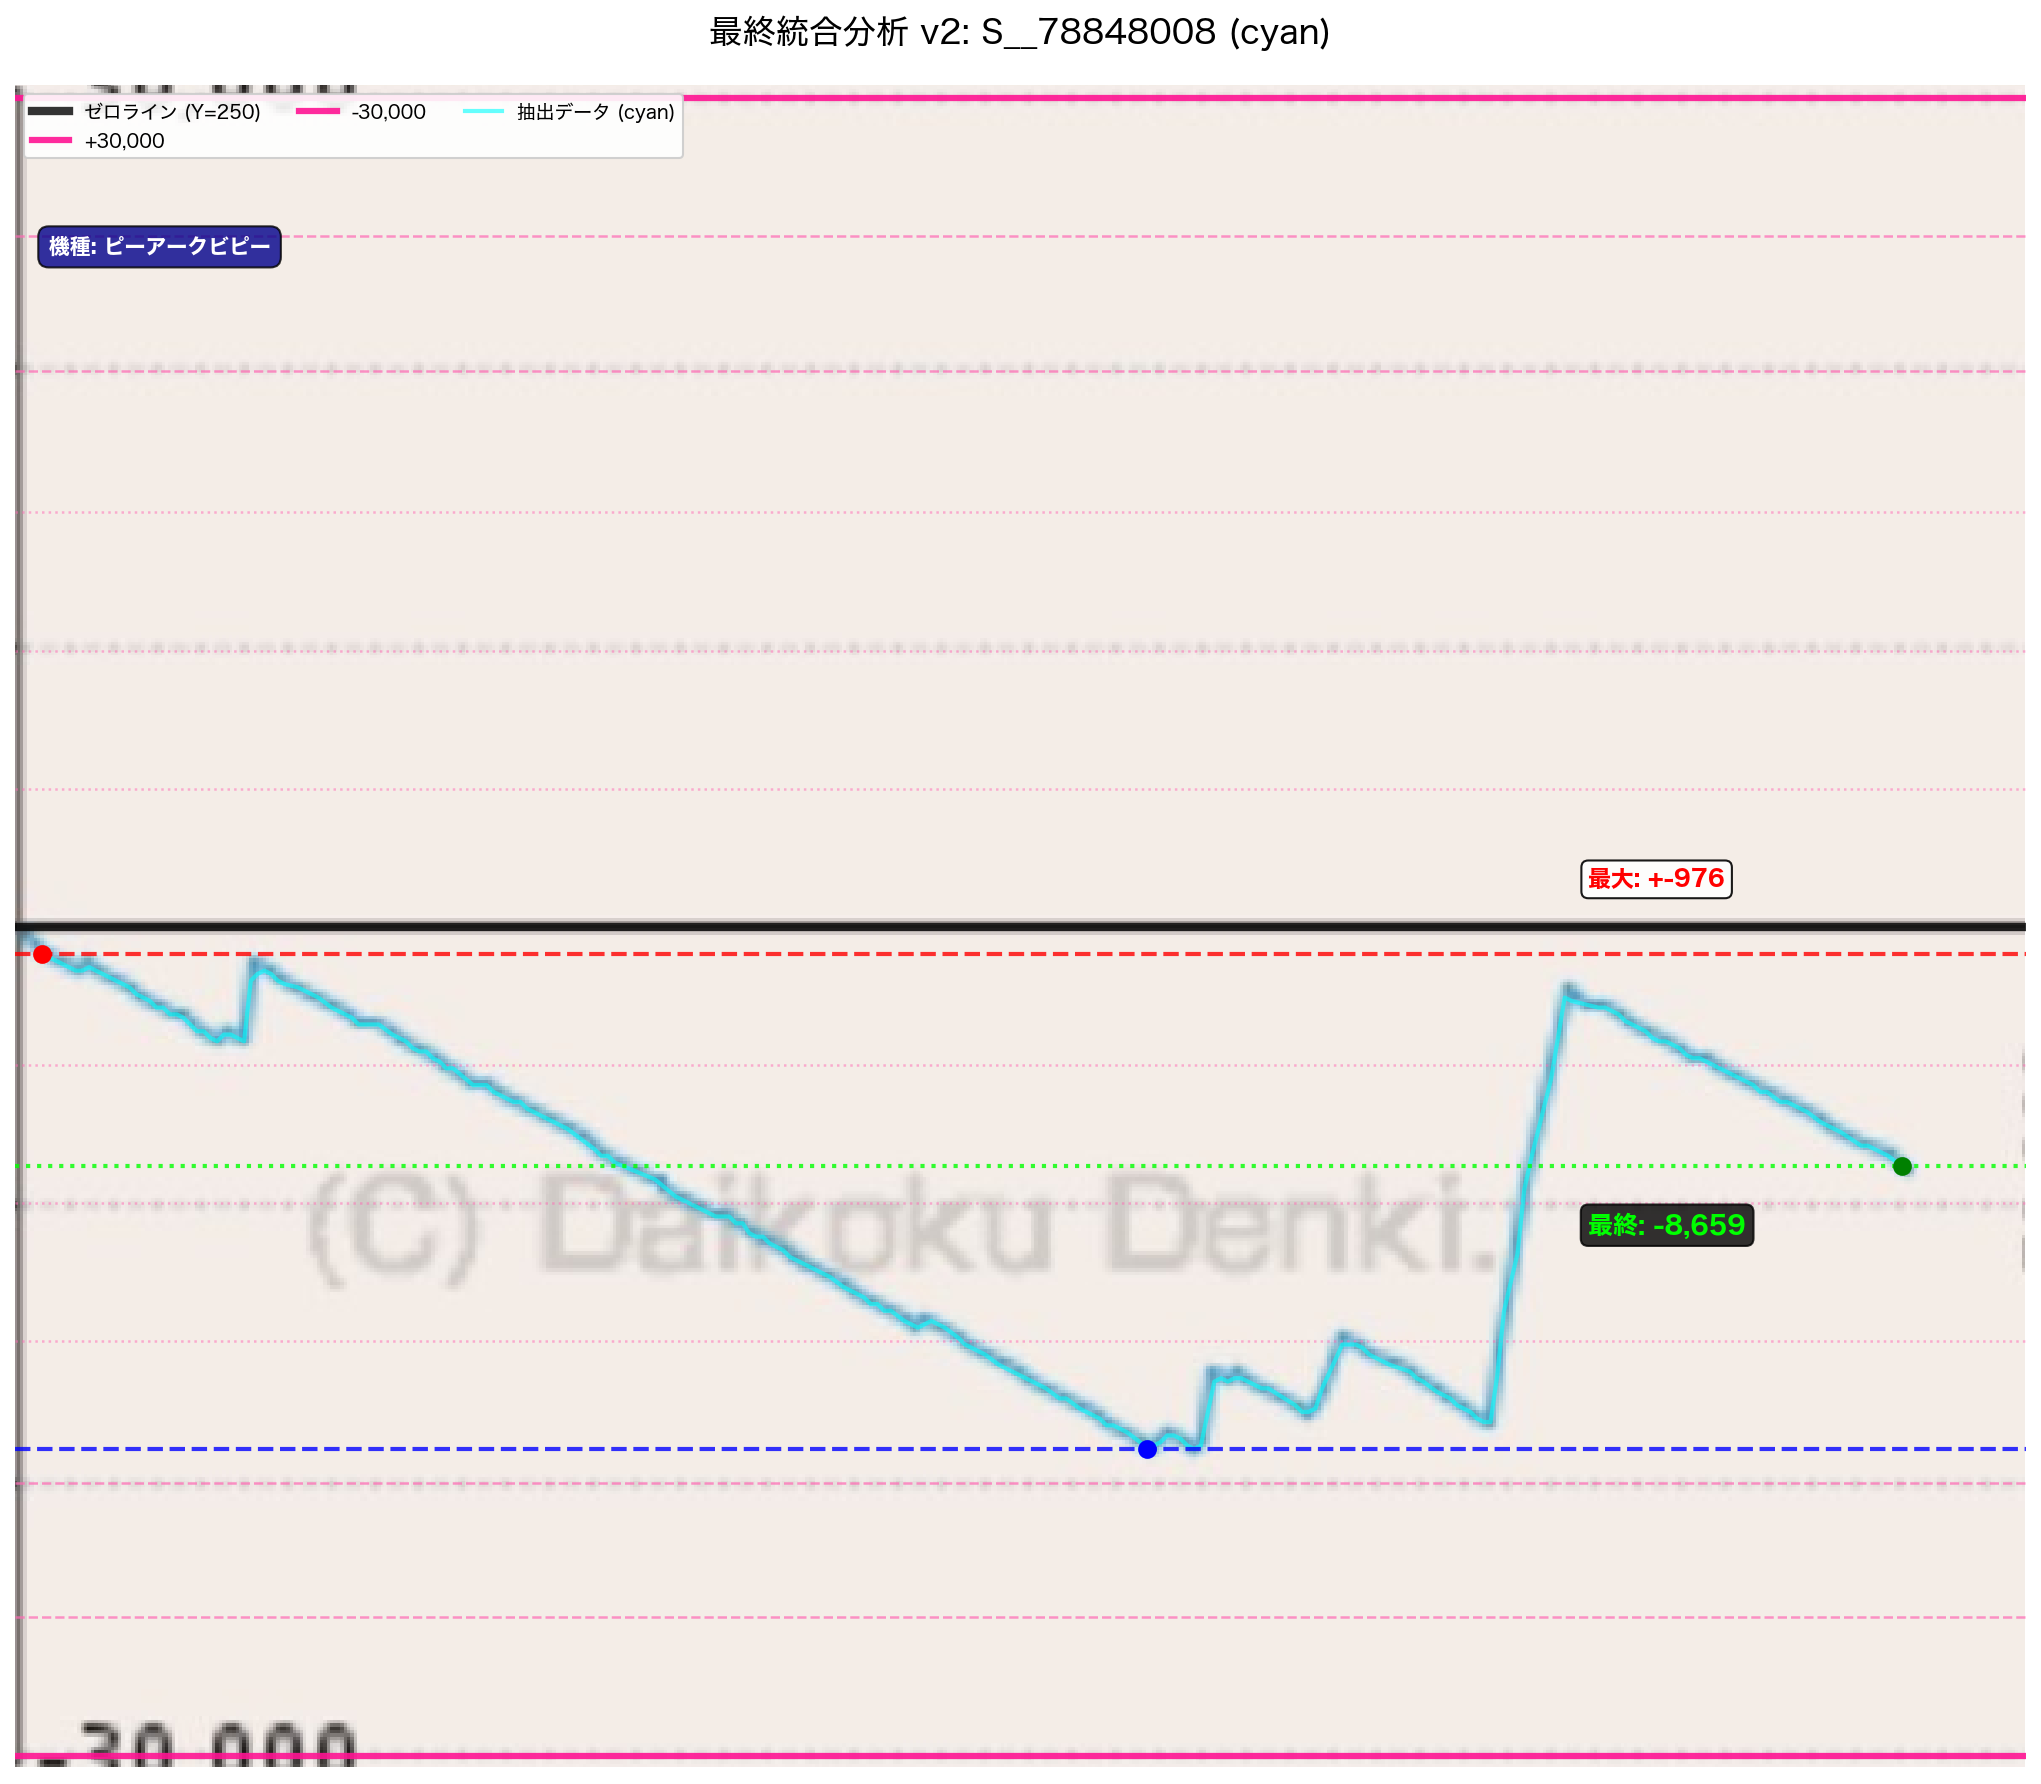 最終統合分析 v2: S__78848008 (cyan)
30,000
ゼロライン (Y=250)
-30,000
抽出データ (cyan)
+30,000
機種: ピーアークビピー
最大: +-976
(C) Daikoku Denki.
最終: -8,659
-30,000